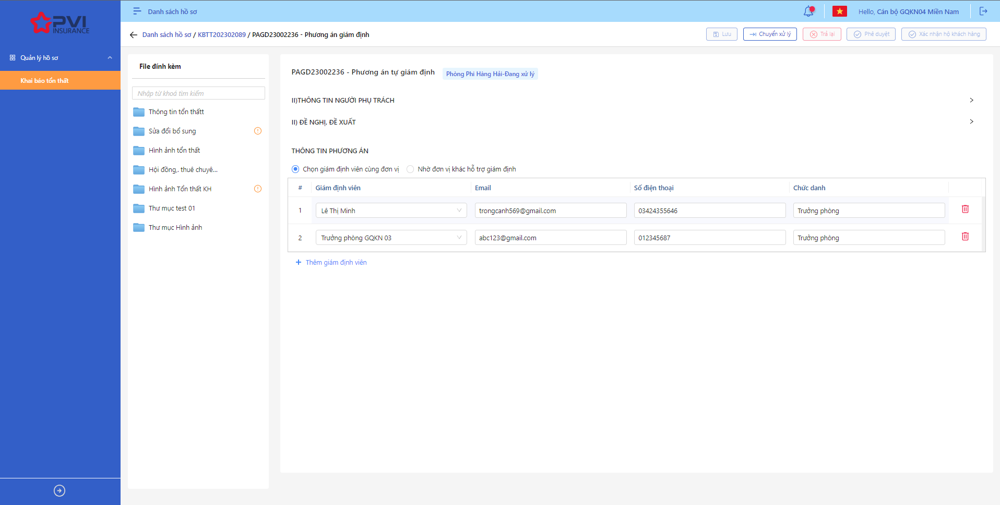 PVI
INSURANCE
Quản lý hồ sơ
Khai báo tổn thất
Danh sách hồ sơ
Hello, Cán bộ GQKN04 Miền Nam
Danh sách hồ sơ / KBTT202302089 / PAGD23002236 - Phương án giám định
Lưu
Chuyển xử lý
Trả lại
Phê duyệt
Xác nhận hộ khách hàng
File đính kèm
Nhập từ khoá tìm kiếm
Thông tin tổn thấtt
Sửa đổi bổ sung
Hình ảnh tổn thất
Hội đồng,. thuê chuyê...
Hình ảnh Tổn thất KH
Thư mục test 01
Thư mục Hình ảnh
PAGD23002236 - Phương án tự giám định
Phòng Phi Hàng Hải-Đang xử lý
II)THÔNG TIN NGƯỜI PHỤ TRÁCH
II) ĐỀ NGHỊ, ĐỀ XUẤT
THÔNG TIN PHƯƠNG ÁN
Chọn giám định viên cùng đơn vị Nhờ đơn vị khác hỗ trợ giám định
# Giám định viên Email Số điện thoại Chức danh
1 Lê Thị Minh trongcanh569@gmail.com 03424355646 Trưởng phòng
2 Trưởng phòng GQKN 03 abc123@gmail.com 012345687 Trưởng phòng
+ Thêm giám định viên